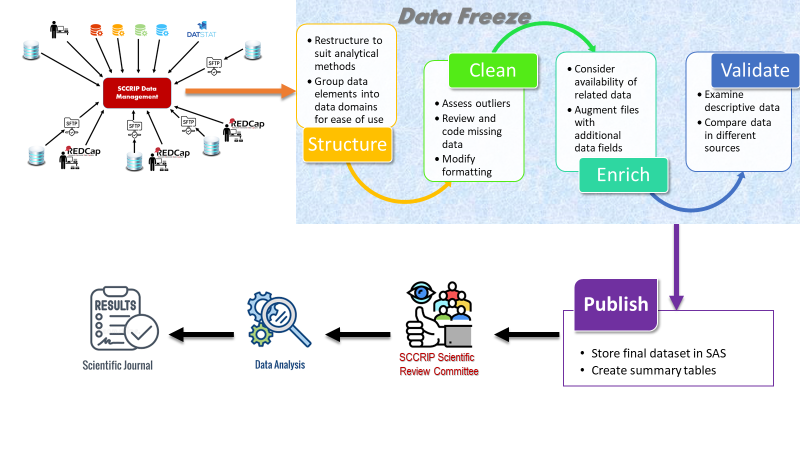 Data Freeze
DATSTAT
SFTP
SCCRIP Data
Management
SFTP
SFTP
SFTP
REDCap
REDCap
REDCap
• Restructure to
suit analytical
methods
• Group data
elements into
data domains
for ease of use
Structure
Clean
• Assess outliers
• Review and
code missing
data
• Modify
formatting
• Consider
availability of
related data
• Augment files
with
additional
data fields
Enrich
Validate
• Examine
descriptive data
• Compare data
in different
sources
Publish
• Store final dataset in SAS
• Create summary tables
SCCRIP Scientific
Review Committee
Data Analysis
RESULTS
Scientific Journal